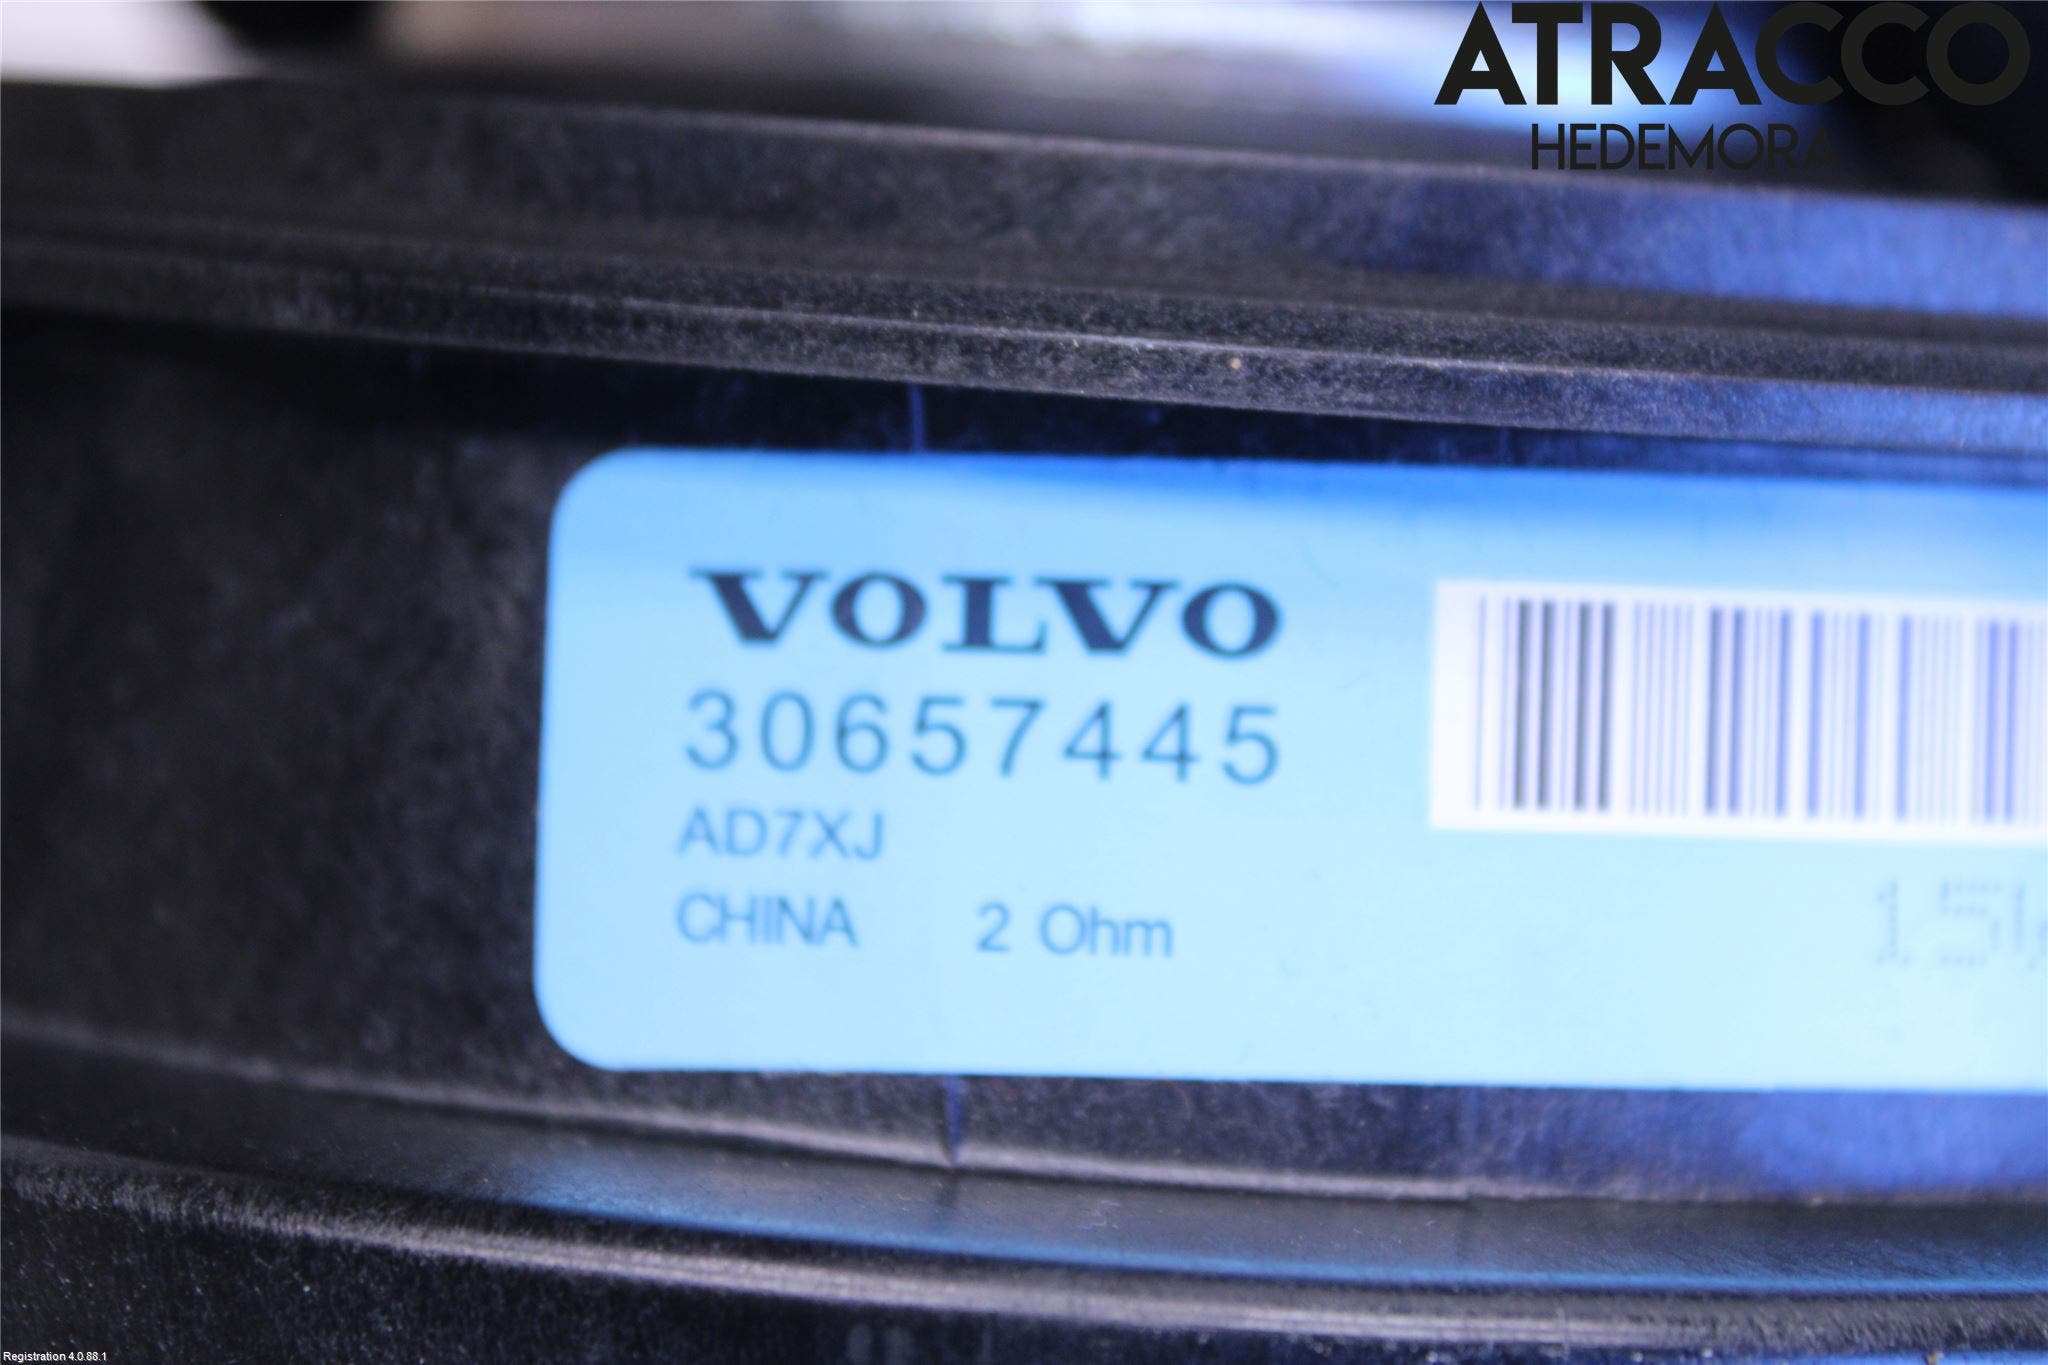 ATRACCO
HEDEMORA
VOLVO
30657445
AD7XJ
CHINA 2 Ohm
Registration 4.0.88.1